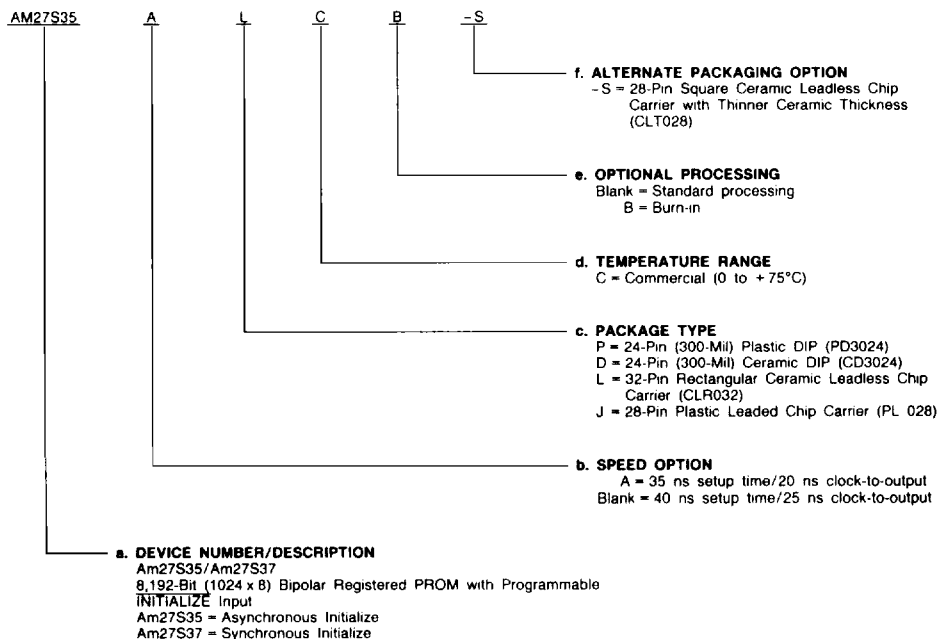 AM27S35 A L C B -S
f. ALTERNATE PACKAGING OPTION
-S = 28-Pin Square Ceramic Leadless Chip
Carrier with Thinner Ceramic Thickness
(CLT028)
e. OPTIONAL PROCESSING
Blank = Standard processing
B = Burn-in
d. TEMPERATURE RANGE
C = Commercial (0 to +75°C)
c. PACKAGE TYPE
P = 24-Pin (300-Mil) Plastic DIP (PD3024)
D = 24-Pin (300-Mil) Ceramic DIP (CD3024)
L = 32-Pin Rectangular Ceramic Leadless Chip
Carrier (CLR032)
J = 28-Pin Plastic Leaded Chip Carrier (PL 028)
b. SPEED OPTION
A = 35 ns setup time/20 ns clock-to-output
Blank = 40 ns setup time/25 ns clock-to-output
a. DEVICE NUMBER/DESCRIPTION
Am27S35/Am27S37
8,192-Bit (1024 x 8) Bipolar Registered PROM with Programmable
INITIALIZE Input
Am27S35 = Asynchronous Initialize
Am27S37 = Synchronous Initialize